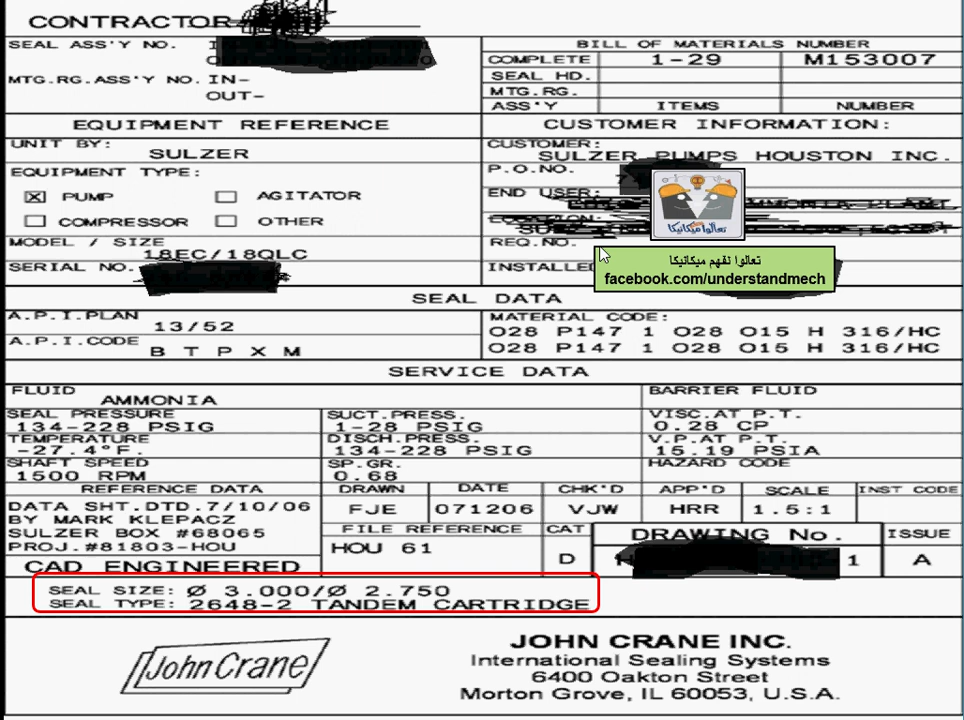 CONTRACTOR
SEAL ASS'Y NO.
MTG.RG.ASS'Y NO. IN-
OUT-
BILL OF MATERIALS NUMBER
COMPLETE 1-29 M153007
SEAL HD.
MTG.RG.
ASS'Y ITEMS NUMBER
EQUIPMENT REFERENCE
CUSTOMER INFORMATION:
UNIT BY:
SULZER
EQUIPMENT TYPE:
PUMP AGITATOR
COMPRESSOR OTHER
MODEL / SIZE
18EC/18QLC
SERIAL NO.
CUSTOMER:
SULZER PUMPS HOUSTON INC.
P.O.NO.
END USER:
LOCATION:
REQ.NO.
INSTALLED
تعالوا نفهم ميكانيكا
تعالوا نفهم ميكانيكا
facebook.com/understandmech
SEAL DATA
A.P.I.PLAN
13/52
A.P.I.CODE
B T P X M
MATERIAL CODE:
O28 P147 1 O28 O15 H 316/HC
O28 P147 1 O28 O15 H 316/HC
SERVICE DATA
FLUID
AMMONIA
BARRIER FLUID
SEAL PRESSURE
134-228 PSIG
SUCT.PRESS.
1-28 PSIG
VISC.AT P.T.
0.28 CP
TEMPERATURE
-27.4°F.
DISCH.PRESS.
134-228 PSIG
V.P.AT P.T.
15.19 PSIA
SHAFT SPEED
1500 RPM
SP.GR.
0.68
HAZARD CODE
REFERENCE DATA
DRAWN DATE CHK'D APP'D SCALE INST CODE
FJE 071206 VJW HRR 1.5:1
DATA SHT.DTD.7/10/06
BY MARK KLEPACZ
SULZER BOX #68065
PROJ.#81803-HOU
FILE REFERENCE CAT
HOU 61 D
DRAWING No. ISSUE
1 A
CAD ENGINEERED
SEAL SIZE: Ø 3.000/Ø 2.750
SEAL TYPE: 2648-2 TANDEM CARTRIDGE
John Crane
JOHN CRANE INC.
International Sealing Systems
6400 Oakton Street
Morton Grove, IL 60053, U.S.A.